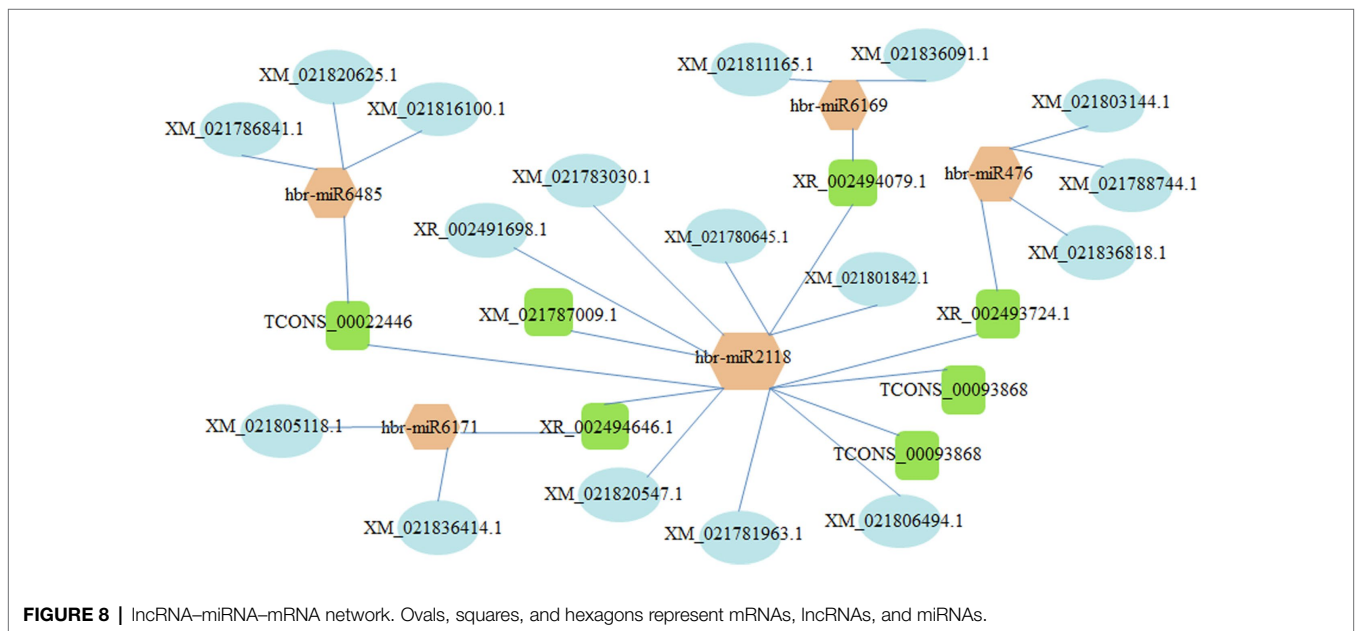 XM_021820625.1
XM_021816100.1
XM_021786841.1
hbr-miR6485
XM_021811165.1
XM_021836091.1
hbr-miR6169
XM_021803144.1
hbr-miR476
XM_021788744.1
XM_021836818.1
XM_021783030.1
XR_002494079.1
XR_002491698.1
XM_021780645.1
XM_021801842.1
TCONS_00022446
XM_021787009.1
XR_002493724.1
hbr-miR2118
TCONS_00093868
XM_021805118.1
hbr-miR6171
XR_002494646.1
TCONS_00093868
XM_021820547.1
XM_021836414.1
XM_021781963.1
XM_021806494.1
FIGURE 8 | lncRNA–miRNA–mRNA network. Ovals, squares, and hexagons represent mRNAs, lncRNAs, and miRNAs.